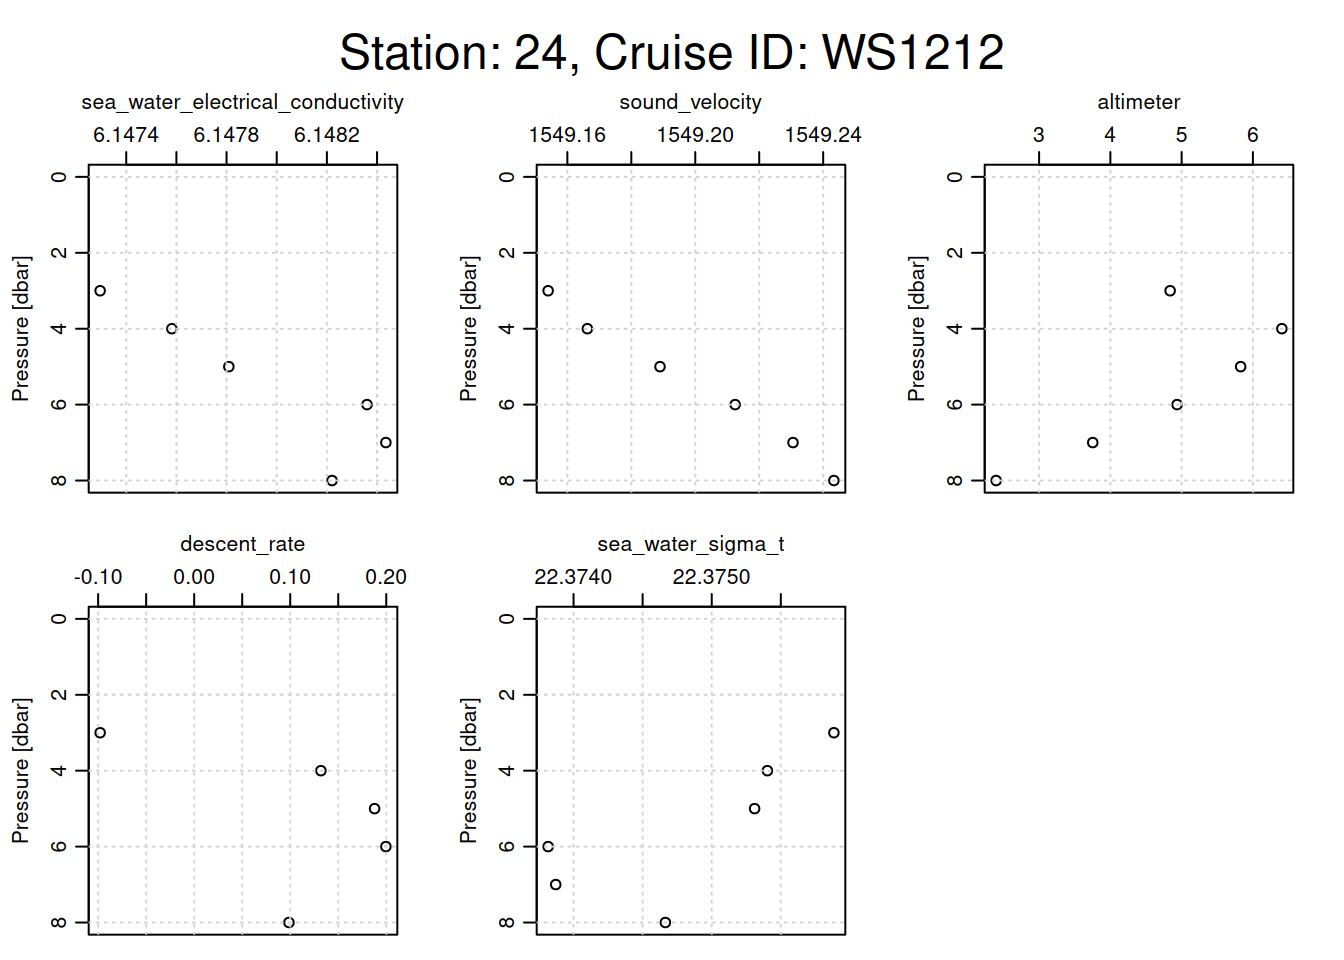 Station: 24, Cruise ID: WS1212
sea_water_electrical_conductivity
6.1474 6.1478 6.1482
Pressure [dbar]
0
2
4
6
8
sound_velocity
1549.16 1549.20 1549.24
Pressure [dbar]
0
2
4
6
8
altimeter
3 4 5 6
Pressure [dbar]
0
2
4
6
8
descent_rate
-0.10 0.00 0.10 0.20
Pressure [dbar]
0
2
4
6
8
sea_water_sigma_t
22.3740 22.3750
Pressure [dbar]
0
2
4
6
8